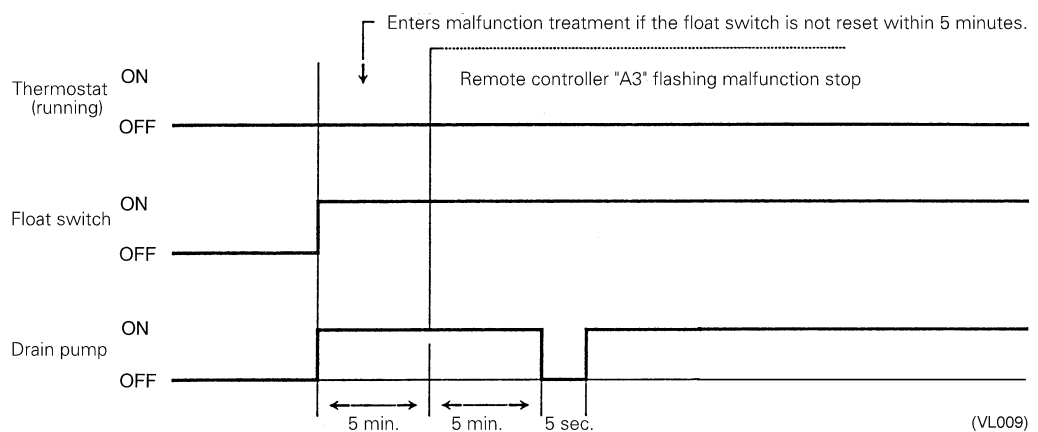 Enters malfunction treatment if the float switch is not reset within 5 minutes.
Remote controller "A3" flashing malfunction stop
Thermostat
(running)
ON
OFF
Float switch
ON
OFF
Drain pump
ON
OFF
5 min.
5 min.
5 sec.
(VL009)